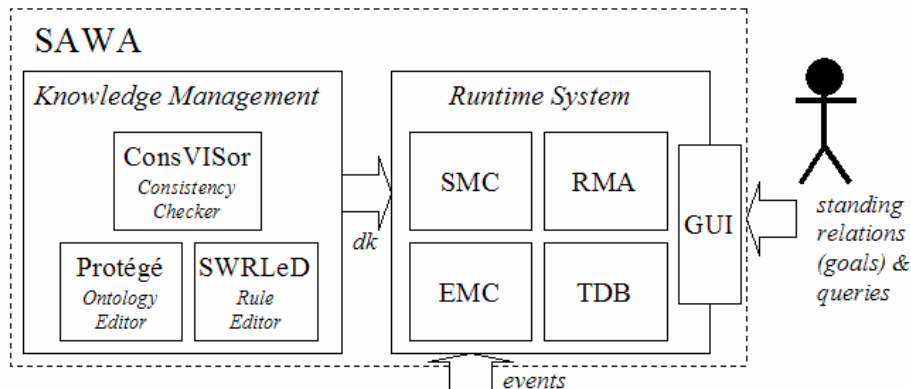 SAWA
Knowledge Management
ConsVISor
Consistency
Checker
Protégé
Ontology
Editor
SWRLeD
Rule
Editor
dk
Runtime System
SMC
RMA
EMC
TDB
GUI
standing
relations
(goals) &
queries
events